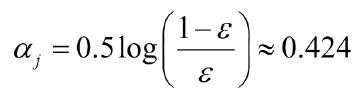 α_j = 0.5 log((1 − ε) / ε) ≈ 0.424